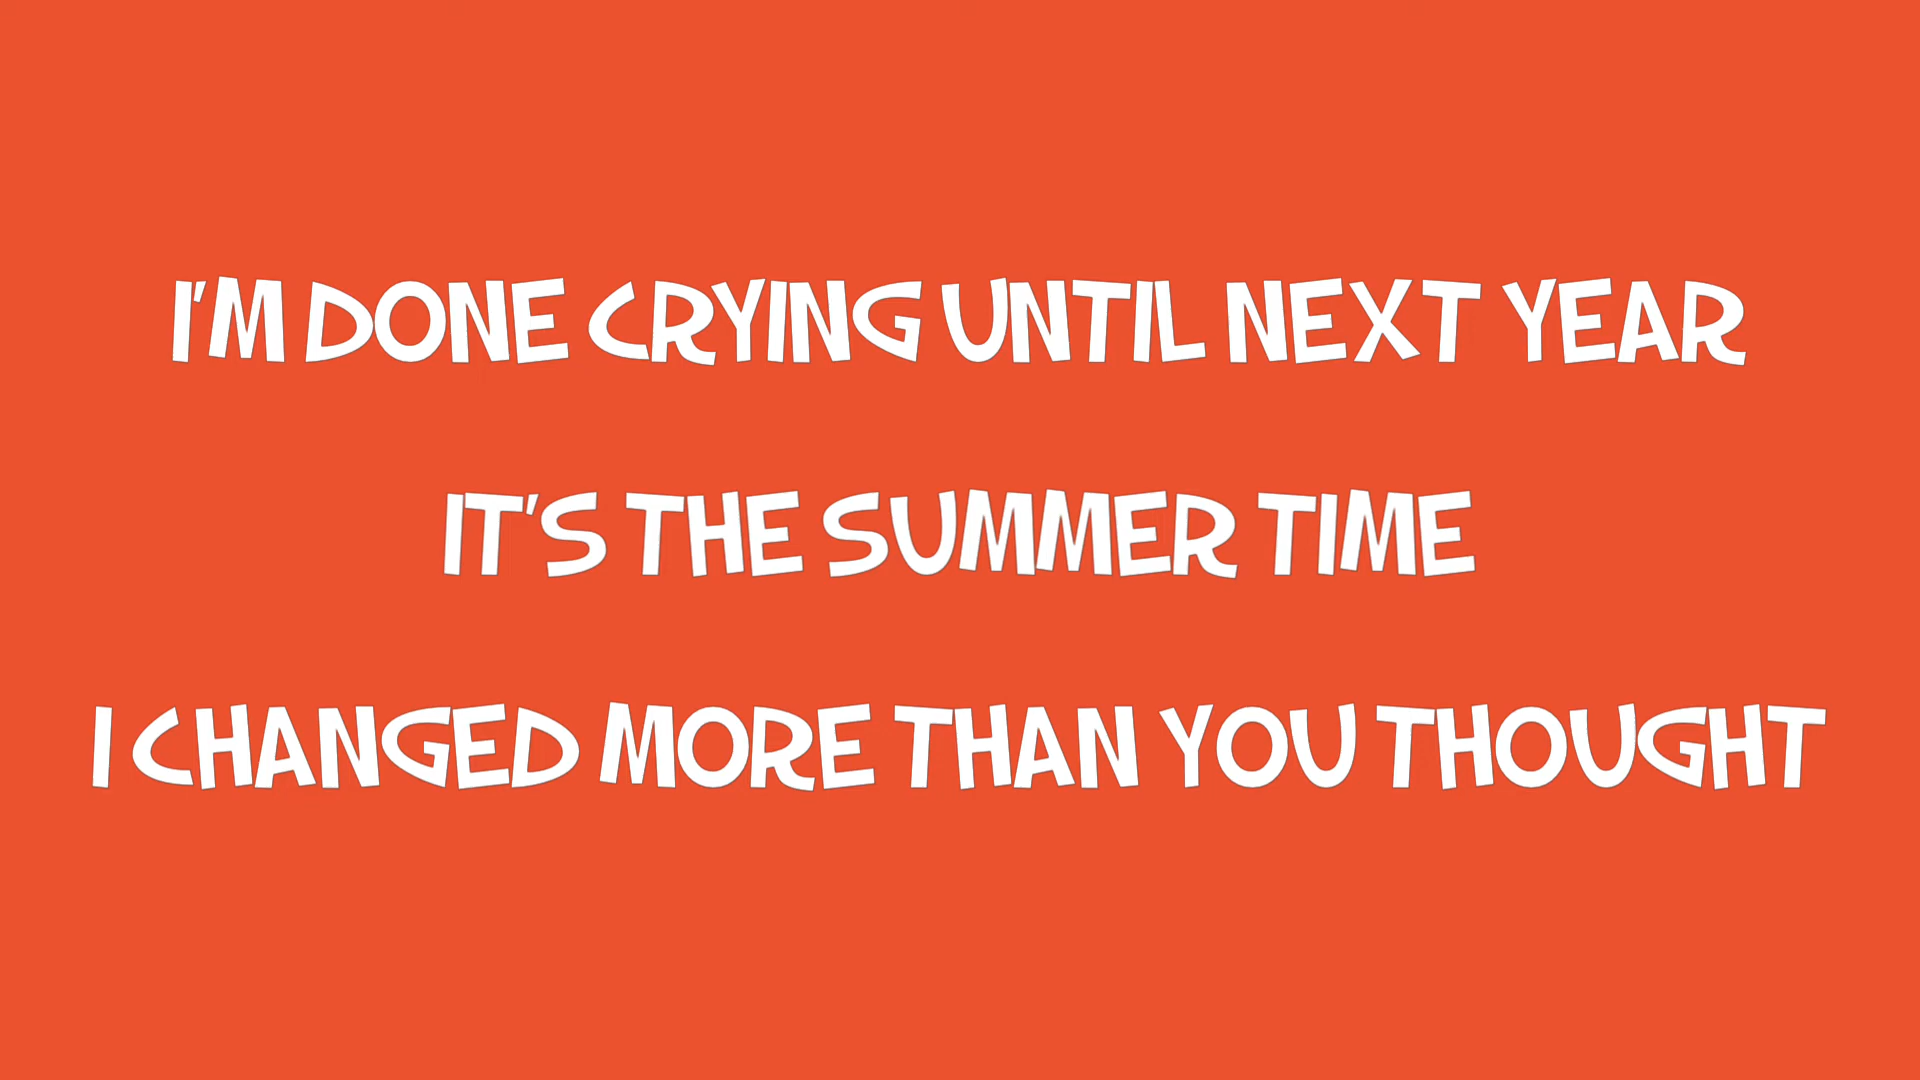 I'M DONE CRYING UNTIL NEXT YEAR
IT'S THE SUMMER TIME
I CHANGED MORE THAN YOU THOUGHT